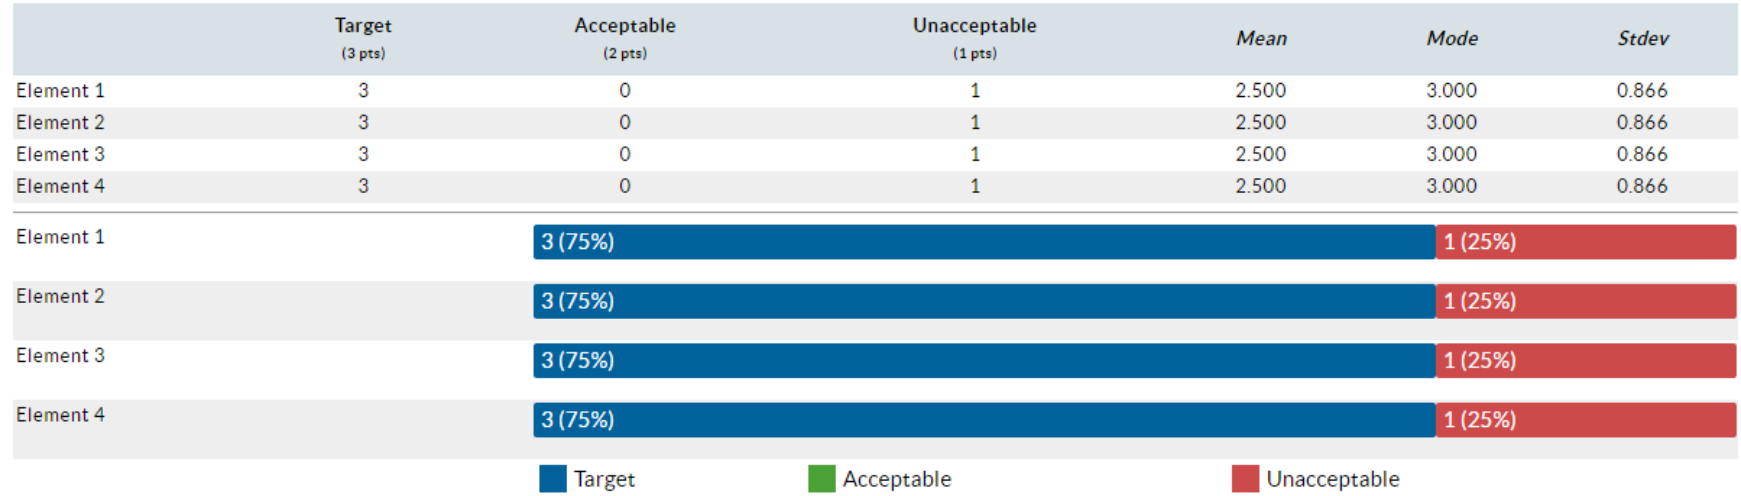 Target Acceptable Unacceptable Mean Mode Stdev
(3 pts) (2 pts) (1 pts)
Element 1 3 0 1 2.500 3.000 0.866
Element 2 3 0 1 2.500 3.000 0.866
Element 3 3 0 1 2.500 3.000 0.866
Element 4 3 0 1 2.500 3.000 0.866
Element 1 3 (75%) 1 (25%)
Element 2 3 (75%) 1 (25%)
Element 3 3 (75%) 1 (25%)
Element 4 3 (75%) 1 (25%)
Target Acceptable Unacceptable